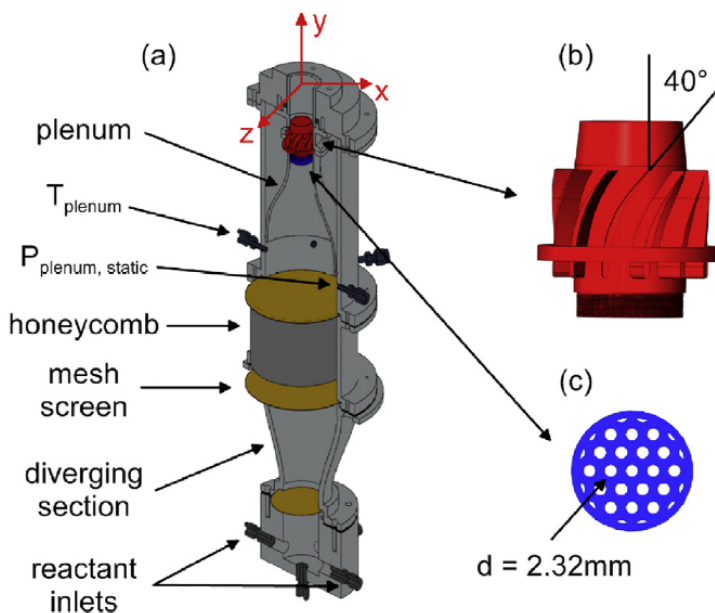 (a)
y
x
z
plenum
T plenum
P plenum, static
honeycomb
mesh
screen
diverging
section
reactant
inlets
(b)
40°
(c)
d = 2.32mm